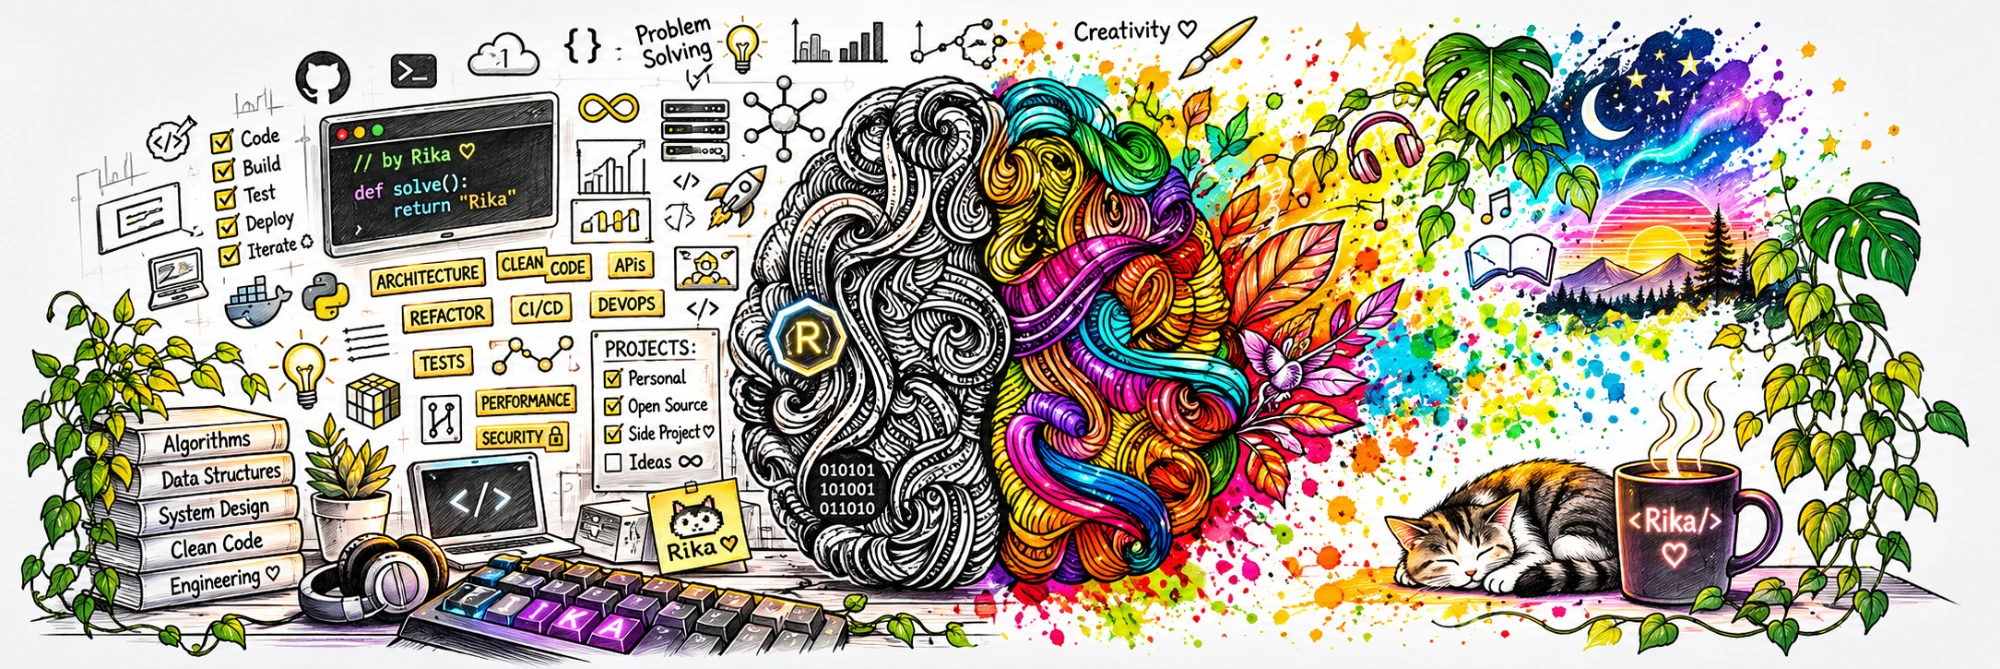 Problem
Solving
Creativity ♡
>_
1
{}
</>
Code
Build
Test
Deploy
Iterate
// by Rika ♡
def solve():
return "Rika"
>
</>
</>
</>
ARCHITECTURE
CLEAN CODE
APis
REFACTOR
CI/CD
DEVOPS
TESTS
PERFORMANCE
SECURITY
PROJECTS:
Personal
Open Source
Side Project ♡
Ideas ∞
R
010101
101001
011010
Algorithms
Data Structures
System Design
Clean Code
Engineering ♡
</>
Rika ♡
IKA
<Rika/>
♡